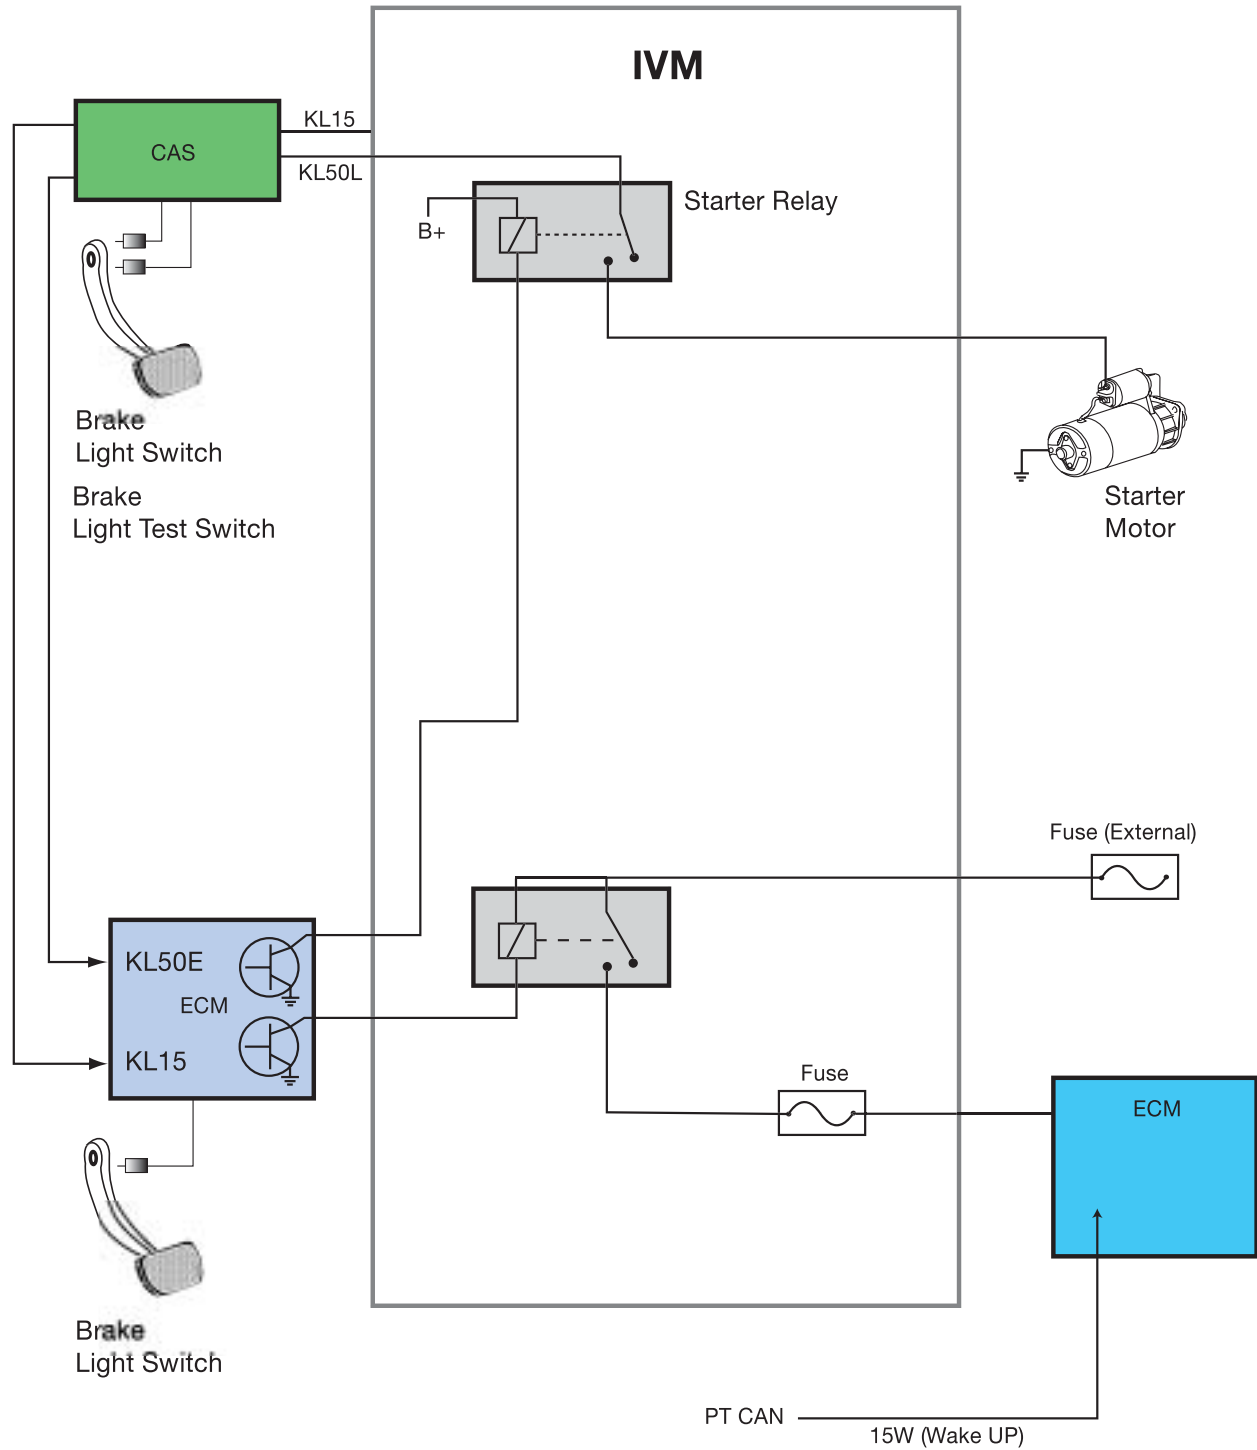 IVM
KL15
CAS
KL50L
Starter Relay
B+
Brake
Light Switch
Brake
Light Test Switch
Starter
Motor
Fuse (External)
KL50E
ECM
KL15
Fuse
ECM
Brake
Light Switch
PT CAN
15W (Wake UP)